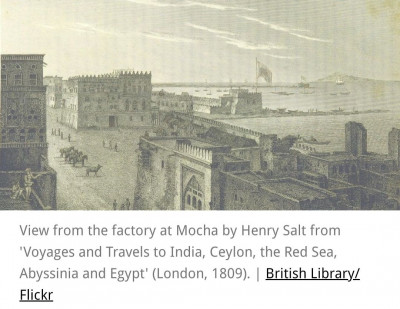 View from the factory at Mocha by Henry Salt from
'Voyages and Travels to India, Ceylon, the Red Sea,
Abyssinia and Egypt' (London, 1809). | British Library/
Flickr